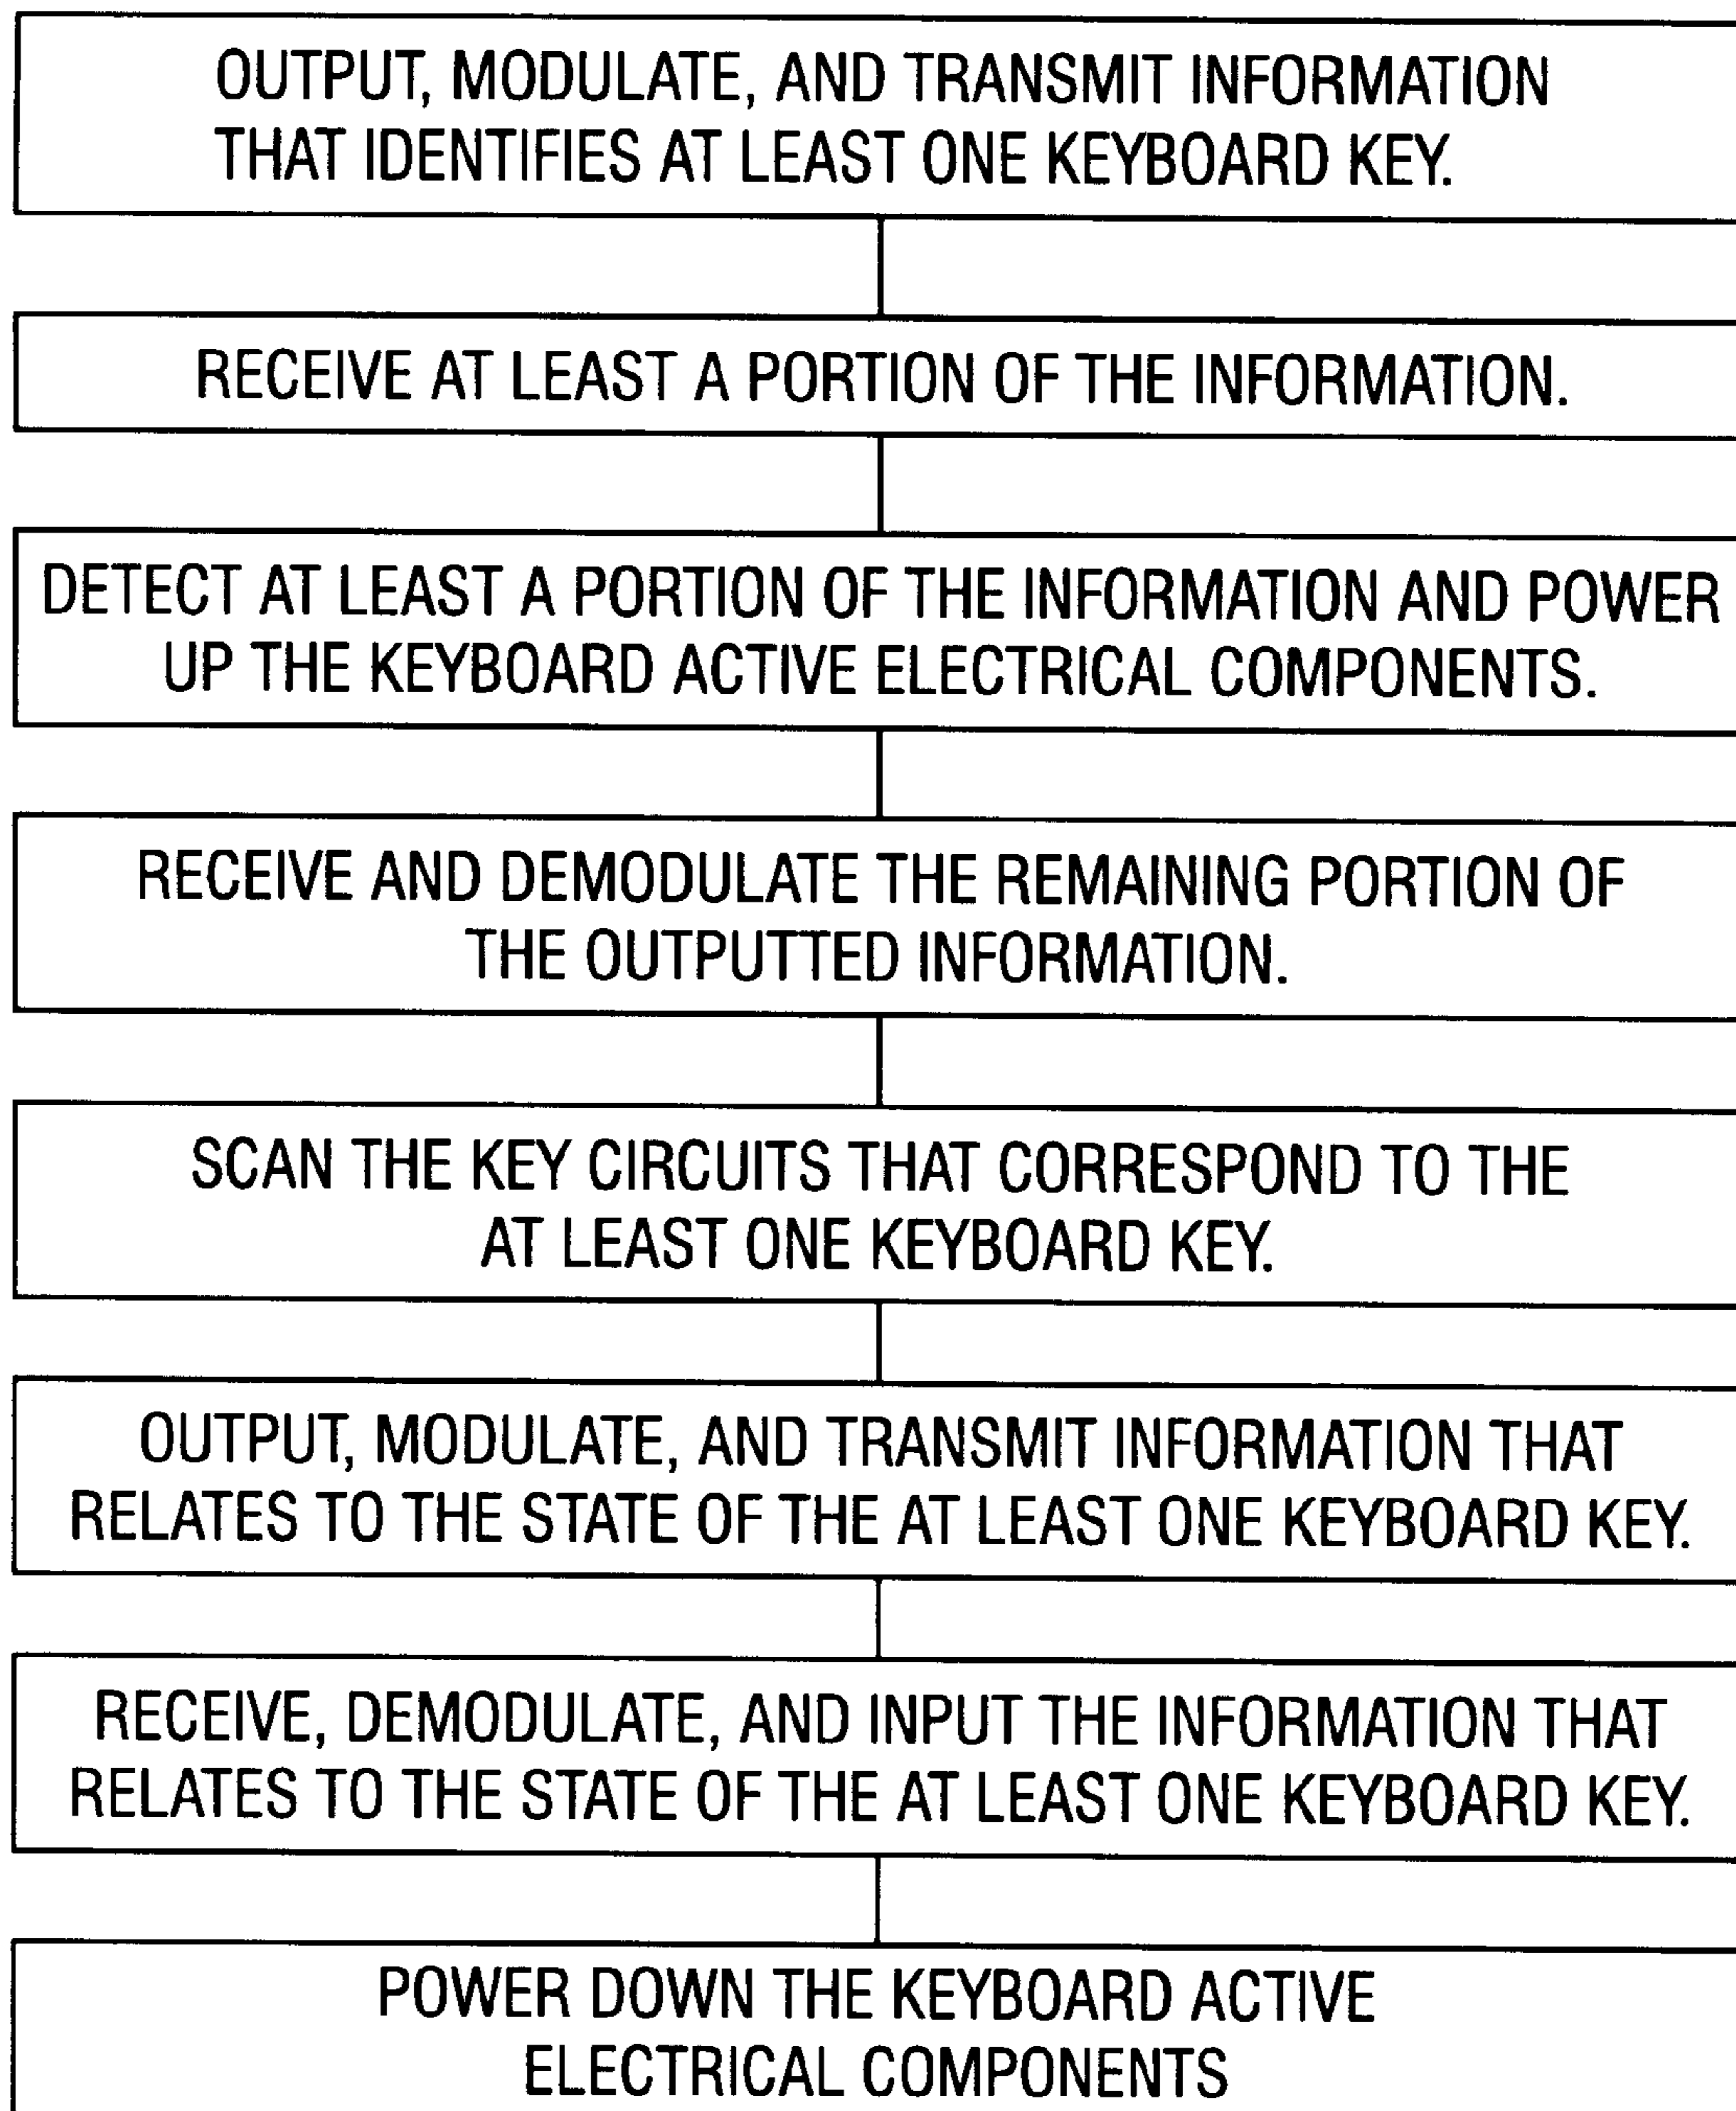 OUTPUT, MODULATE, AND TRANSMIT INFORMATION
THAT IDENTIFIES AT LEAST ONE KEYBOARD KEY.
RECEIVE AT LEAST A PORTION OF THE INFORMATION.
DETECT AT LEAST A PORTION OF THE INFORMATION AND POWER
UP THE KEYBOARD ACTIVE ELECTRICAL COMPONENTS.
RECEIVE AND DEMODULATE THE REMAINING PORTION OF
THE OUTPUTTED INFORMATION.
SCAN THE KEY CIRCUITS THAT CORRESPOND TO THE
AT LEAST ONE KEYBOARD KEY.
OUTPUT, MODULATE, AND TRANSMIT INFORMATION THAT
RELATES TO THE STATE OF THE AT LEAST ONE KEYBOARD KEY.
RECEIVE, DEMODULATE, AND INPUT THE INFORMATION THAT
RELATES TO THE STATE OF THE AT LEAST ONE KEYBOARD KEY.
POWER DOWN THE KEYBOARD ACTIVE
ELECTRICAL COMPONENTS